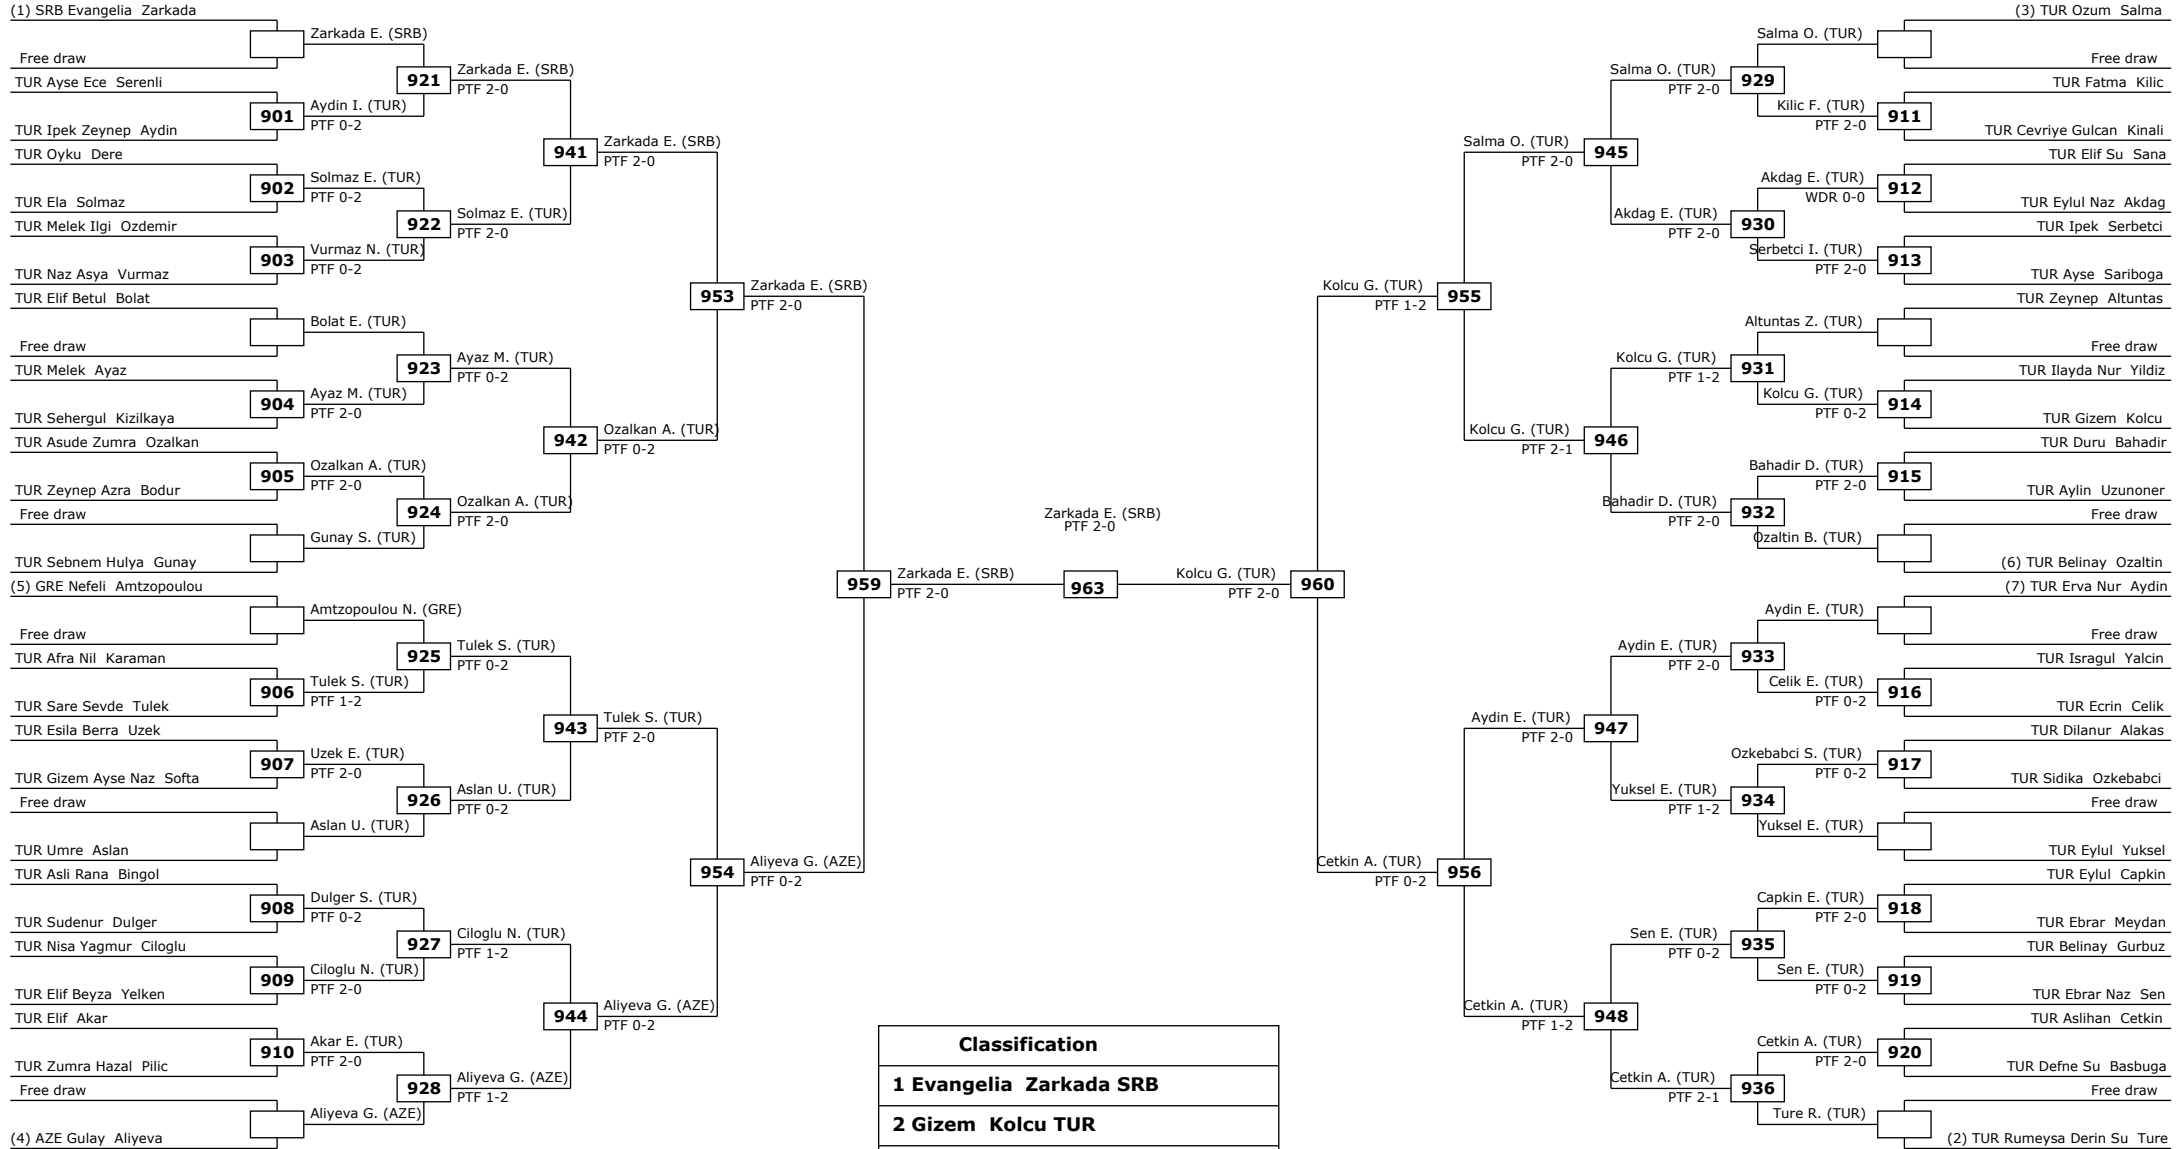 (1) SRB Evangelia  Zarkada
Free draw
TUR Ayse Ece  Serenli
TUR Ipek Zeynep  Aydin
TUR Oyku  Dere
TUR Ela  Solmaz
TUR Melek Ilgi  Ozdemir
TUR Naz Asya  Vurmaz
TUR Elif Betul  Bolat
Free draw
TUR Melek  Ayaz
TUR Sehergul  Kizilkaya
TUR Asude Zumra  Ozalkan
TUR Zeynep Azra  Bodur
Free draw
TUR Sebnem Hulya  Gunay
(5) GRE Nefeli  Amtzopoulou
Free draw
TUR Afra Nil  Karaman
TUR Sare Sevde  Tulek
TUR Esila Berra  Uzek
TUR Gizem Ayse Naz  Softa
Free draw
TUR Umre  Aslan
TUR Asli Rana  Bingol
TUR Sudenur  Dulger
TUR Nisa Yagmur  Ciloglu
TUR Elif Beyza  Yelken
TUR Elif  Akar
TUR Zumra Hazal  Pilic
Free draw
(4) AZE Gulay  Aliyeva
Zarkada E. (SRB)
901
Aydin I. (TUR)
PTF 0-2
902
Solmaz E. (TUR)
PTF 0-2
903
Vurmaz N. (TUR)
PTF 0-2
Bolat E. (TUR)
904
Ayaz M. (TUR)
PTF 2-0
905
Ozalkan A. (TUR)
PTF 2-0
Gunay S. (TUR)
Amtzopoulou N. (GRE)
906
Tulek S. (TUR)
PTF 1-2
907
Uzek E. (TUR)
PTF 2-0
Aslan U. (TUR)
908
Dulger S. (TUR)
PTF 0-2
909
Ciloglu N. (TUR)
PTF 2-0
910
Akar E. (TUR)
PTF 2-0
Aliyeva G. (AZE)
921
Zarkada E. (SRB)
PTF 2-0
922
Solmaz E. (TUR)
PTF 2-0
923
Ayaz M. (TUR)
PTF 0-2
924
Ozalkan A. (TUR)
PTF 2-0
925
Tulek S. (TUR)
PTF 0-2
926
Aslan U. (TUR)
PTF 0-2
927
Ciloglu N. (TUR)
PTF 1-2
928
Aliyeva G. (AZE)
PTF 1-2
941
Zarkada E. (SRB)
PTF 2-0
942
Ozalkan A. (TUR)
PTF 0-2
943
Tulek S. (TUR)
PTF 2-0
944
Aliyeva G. (AZE)
PTF 0-2
953
Zarkada E. (SRB)
PTF 2-0
954
Aliyeva G. (AZE)
PTF 0-2
959
Zarkada E. (SRB)
PTF 2-0
Zarkada E. (SRB)
PTF 2-0
963
Kolcu G. (TUR)
PTF 2-0
960
Kolcu G. (TUR)
PTF 1-2
955
Cetkin A. (TUR)
PTF 0-2
956
Salma O. (TUR)
PTF 2-0
945
Kolcu G. (TUR)
PTF 2-1
946
Aydin E. (TUR)
PTF 2-0
947
Cetkin A. (TUR)
PTF 1-2
948
Salma O. (TUR)
PTF 2-0
929
Akdag E. (TUR)
PTF 2-0
930
Kolcu G. (TUR)
PTF 1-2
931
Bahadir D. (TUR)
PTF 2-0
932
Aydin E. (TUR)
PTF 2-0
933
Yuksel E. (TUR)
PTF 1-2
934
Sen E. (TUR)
PTF 0-2
935
Cetkin A. (TUR)
PTF 2-1
936
Salma O. (TUR)
Kilic F. (TUR)
PTF 2-0
911
Akdag E. (TUR)
WDR 0-0
912
Serbetci I. (TUR)
PTF 2-0
913
Altuntas Z. (TUR)
Kolcu G. (TUR)
PTF 0-2
914
Bahadir D. (TUR)
PTF 2-0
915
Ozaltin B. (TUR)
Aydin E. (TUR)
Celik E. (TUR)
PTF 0-2
916
Ozkebabci S. (TUR)
PTF 0-2
917
Yuksel E. (TUR)
Capkin E. (TUR)
PTF 2-0
918
Sen E. (TUR)
PTF 0-2
919
Cetkin A. (TUR)
PTF 2-0
920
Ture R. (TUR)
(3) TUR Ozum  Salma
Free draw
TUR Fatma  Kilic
TUR Cevriye Gulcan  Kinali
TUR Elif Su  Sana
TUR Eylul Naz  Akdag
TUR Ipek  Serbetci
TUR Ayse  Sariboga
TUR Zeynep  Altuntas
Free draw
TUR Ilayda Nur  Yildiz
TUR Gizem  Kolcu
TUR Duru  Bahadir
TUR Aylin  Uzunoner
Free draw
(6) TUR Belinay  Ozaltin
(7) TUR Erva Nur  Aydin
Free draw
TUR Isragul  Yalcin
TUR Ecrin  Celik
TUR Dilanur  Alakas
TUR Sidika  Ozkebabci
Free draw
TUR Eylul  Yuksel
TUR Eylul  Capkin
TUR Ebrar  Meydan
TUR Belinay  Gurbuz
TUR Ebrar Naz  Sen
TUR Aslihan  Cetkin
TUR Defne Su  Basbuga
Free draw
(2) TUR Rumeysa Derin Su  Ture
Classification
1 Evangelia  Zarkada SRB
2 Gizem  Kolcu TUR